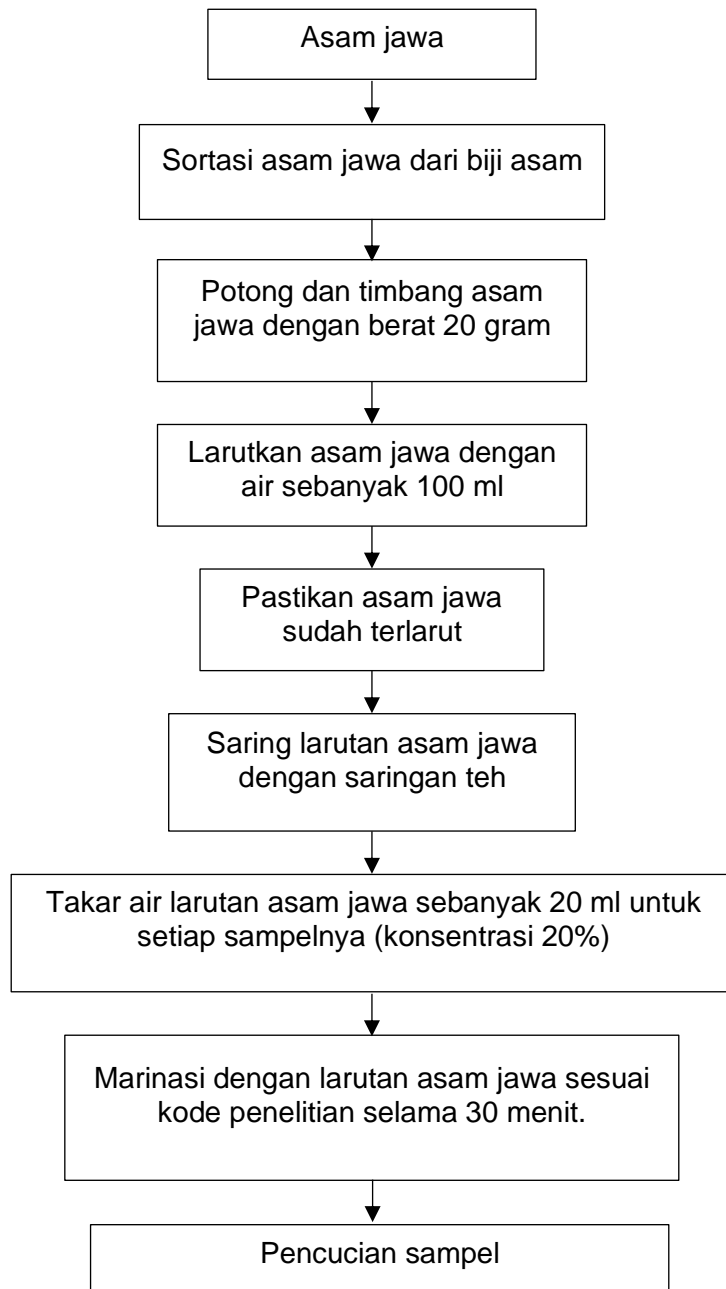 Asam jawa
Sortasi asam jawa dari biji asam
Potong dan timbang asam
jawa dengan berat 20 gram
Larutkan asam jawa dengan
air sebanyak 100 ml
Pastikan asam jawa
sudah terlarut
Saring larutan asam jawa
dengan saringan teh
Takar air larutan asam jawa sebanyak 20 ml untuk
setiap sampelnya (konsentrasi 20%)
Marinasi dengan larutan asam jawa sesuai
kode penelitian selama 30 menit.
Pencucian sampel